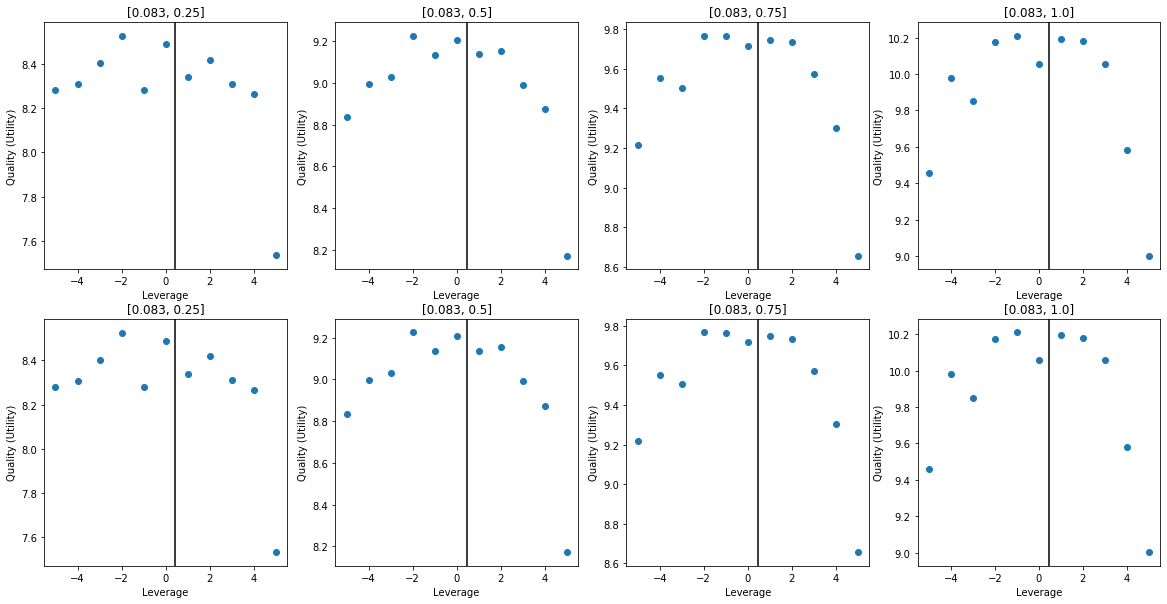 [0.083, 0.25]
[0.083, 0.5]
[0.083, 0.75]
[0.083, 1.0]
Quality (Utility)
8.4
8.2
8.0
7.8
7.6
−4 −2 0 2 4
Leverage
Quality (Utility)
9.2
9.0
8.8
8.6
8.4
8.2
−4 −2 0 2 4
Leverage
Quality (Utility)
9.8
9.6
9.4
9.2
9.0
8.8
8.6
−4 −2 0 2 4
Leverage
Quality (Utility)
10.2
10.0
9.8
9.6
9.4
9.2
9.0
−4 −2 0 2 4
Leverage
[0.083, 0.25]
[0.083, 0.5]
[0.083, 0.75]
[0.083, 1.0]
Quality (Utility)
8.4
8.2
8.0
7.8
7.6
−4 −2 0 2 4
Leverage
Quality (Utility)
9.2
9.0
8.8
8.6
8.4
8.2
−4 −2 0 2 4
Leverage
Quality (Utility)
9.8
9.6
9.4
9.2
9.0
8.8
8.6
−4 −2 0 2 4
Leverage
Quality (Utility)
10.2
10.0
9.8
9.6
9.4
9.2
9.0
−4 −2 0 2 4
Leverage